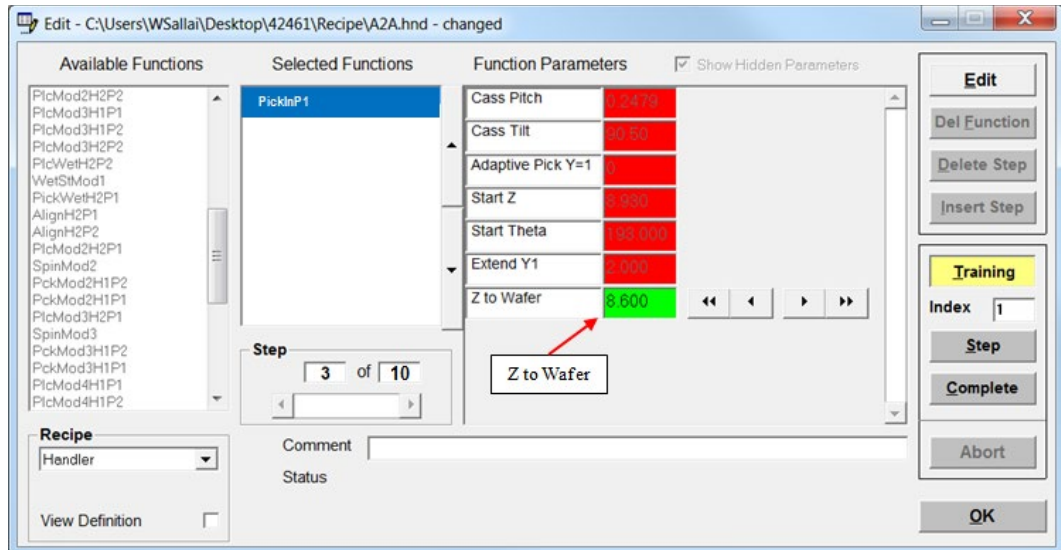 Edit - C:\Users\WSallai\Desktop\42461\Recipe\A2A.hnd - changed
Available Functions
PlcMod2H2P2
PlcMod3H1P1
PlcMod3H1P2
PlcMod3H2P2
PlcWetH2P2
WetStMod1
PickWetH2P1
AlignH2P1
AlignH2P2
PlcMod2H2P1
SpinMod2
PckMod2H1P2
PckMod2H1P1
PlcMod3H2P1
SpinMod3
PckMod3H1P2
PckMod3H1P1
PlcMod4H1P1
PlcMod4H1P2
Selected Functions
PickInP1
Function Parameters
Show Hidden Parameters
Cass Pitch 0.2479
Cass Tilt 90.50
Adaptive Pick Y=1 0
Start Z 8.930
Start Theta 193.000
Extend Y1 2.000
Z to Wafer 8.600
Z to Wafer
Step
3 of 10
Recipe
Handler
View Definition
Comment
Status
Edit
Del Function
Delete Step
Insert Step
Training
Index 1
Step
Complete
Abort
OK